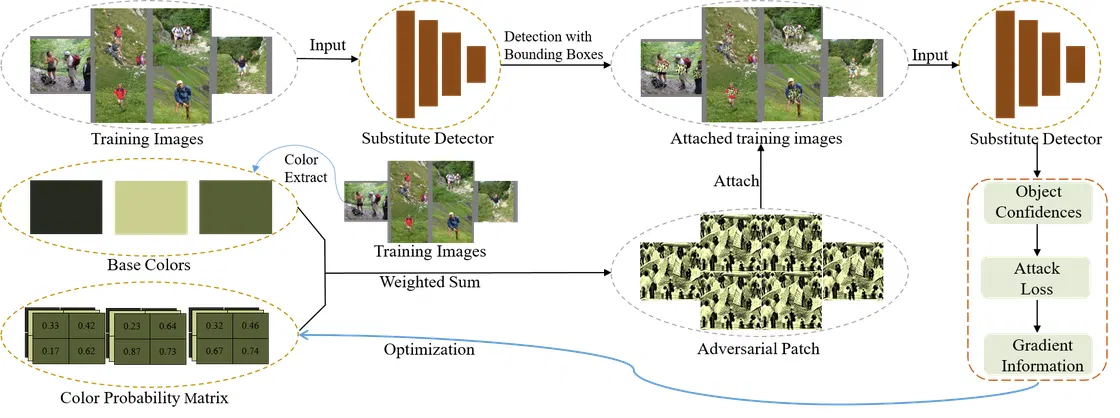 Input
Detection with
Bounding Boxes
Input
Training Images
Substitute Detector
Attached training images
Substitute Detector
Color
Extract
Attach
Base Colors
Training Images
Weighted Sum
Object
Confidences
Attack
Loss
Gradient
Information
0.33 0.42 0.23 0.64 0.32 0.46
0.17 0.62 0.87 0.73 0.67 0.74
Optimization
Adversarial Patch
Color Probability Matrix